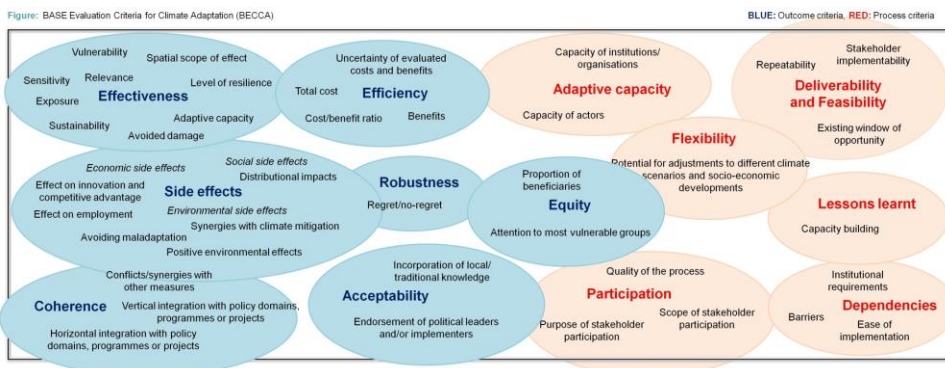 Figure: BASE Evaluation Criteria for Climate Adaptation (BECCA)
BLUE: Outcome criteria, RED: Process criteria
Vulnerability
Spatial scope of effect
Sensitivity
Relevance
Level of resilience
Exposure
Effectiveness
Sustainability
Adaptive capacity
Avoided damage
Uncertainty of evaluated
costs and benefits
Total cost
Efficiency
Cost/benefit ratio
Benefits
Capacity of institutions/
organisations
Adaptive capacity
Capacity of actors
Stakeholder
implementability
Repeatability
Deliverability
and Feasibility
Existing window of
opportunity
Flexibility
Potential for adjustments to different climate
scenarios and socio-economic
developments
Economic side effects
Social side effects
Distributional impacts
Effect on innovation and
competitive advantage
Side effects
Effect on employment
Environmental side effects
Synergies with climate mitigation
Avoiding maladaptation
Positive environmental effects
Robustness
Regret/no-regret
Proportion of
beneficiaries
Equity
Attention to most vulnerable groups
Lessons learnt
Capacity building
Conflicts/synergies with
other measures
Coherence
Vertical integration with policy domains,
programmes or projects
Horizontal integration with policy
domains, programmes or projects
Incorporation of local/
traditional knowledge
Acceptability
Endorsement of political leaders
and/or implementers
Quality of the process
Participation
Scope of stakeholder
participation
Purpose of stakeholder
participation
Institutional
requirements
Dependencies
Barriers
Ease of
implementation